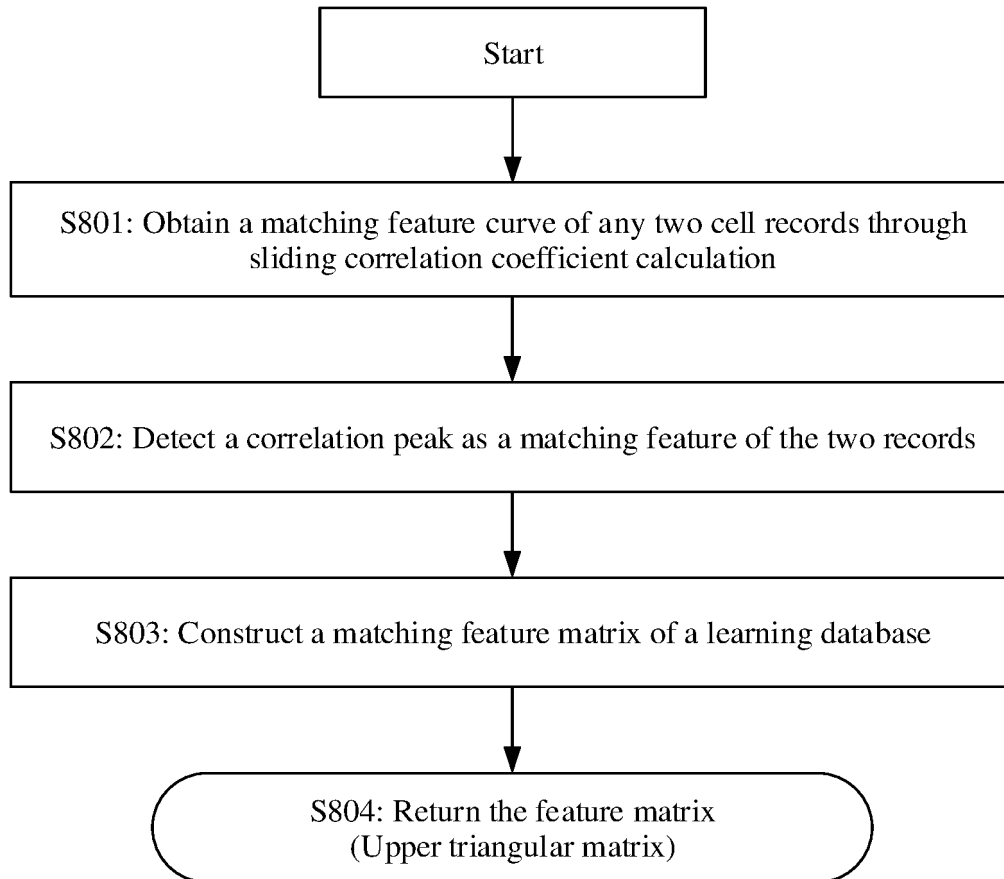 Start
S801: Obtain a matching feature curve of any two cell records through
sliding correlation coefficient calculation
S802: Detect a correlation peak as a matching feature of the two records
S803: Construct a matching feature matrix of a learning database
S804: Return the feature matrix
(Upper triangular matrix)